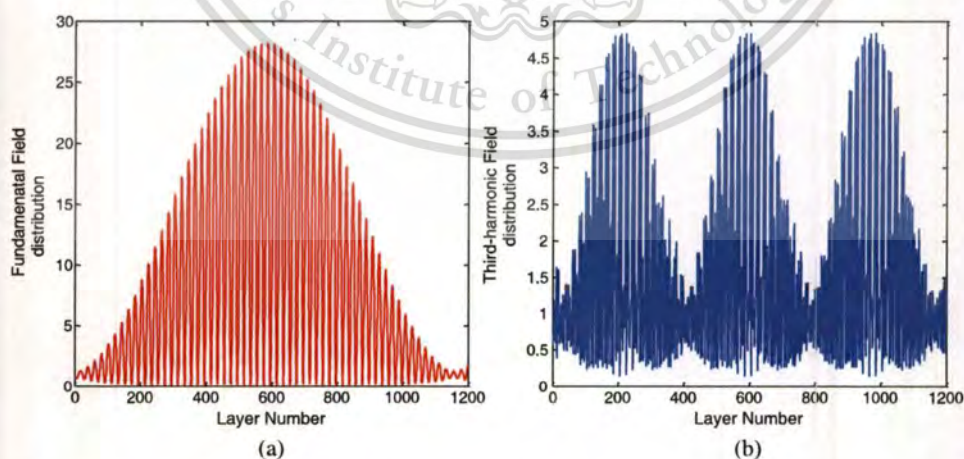 s Institute of Technolo
30
25
20
15
10
5
0
Fundamenatal Field
distribution
0 200 400 600 800 1000 1200
Layer Number
(a)
5
4.5
4
3.5
3
2.5
2
1.5
1
0.5
0
Third-harmonic Field
distribution
0 200 400 600 800 1000 1200
Layer Number
(b)